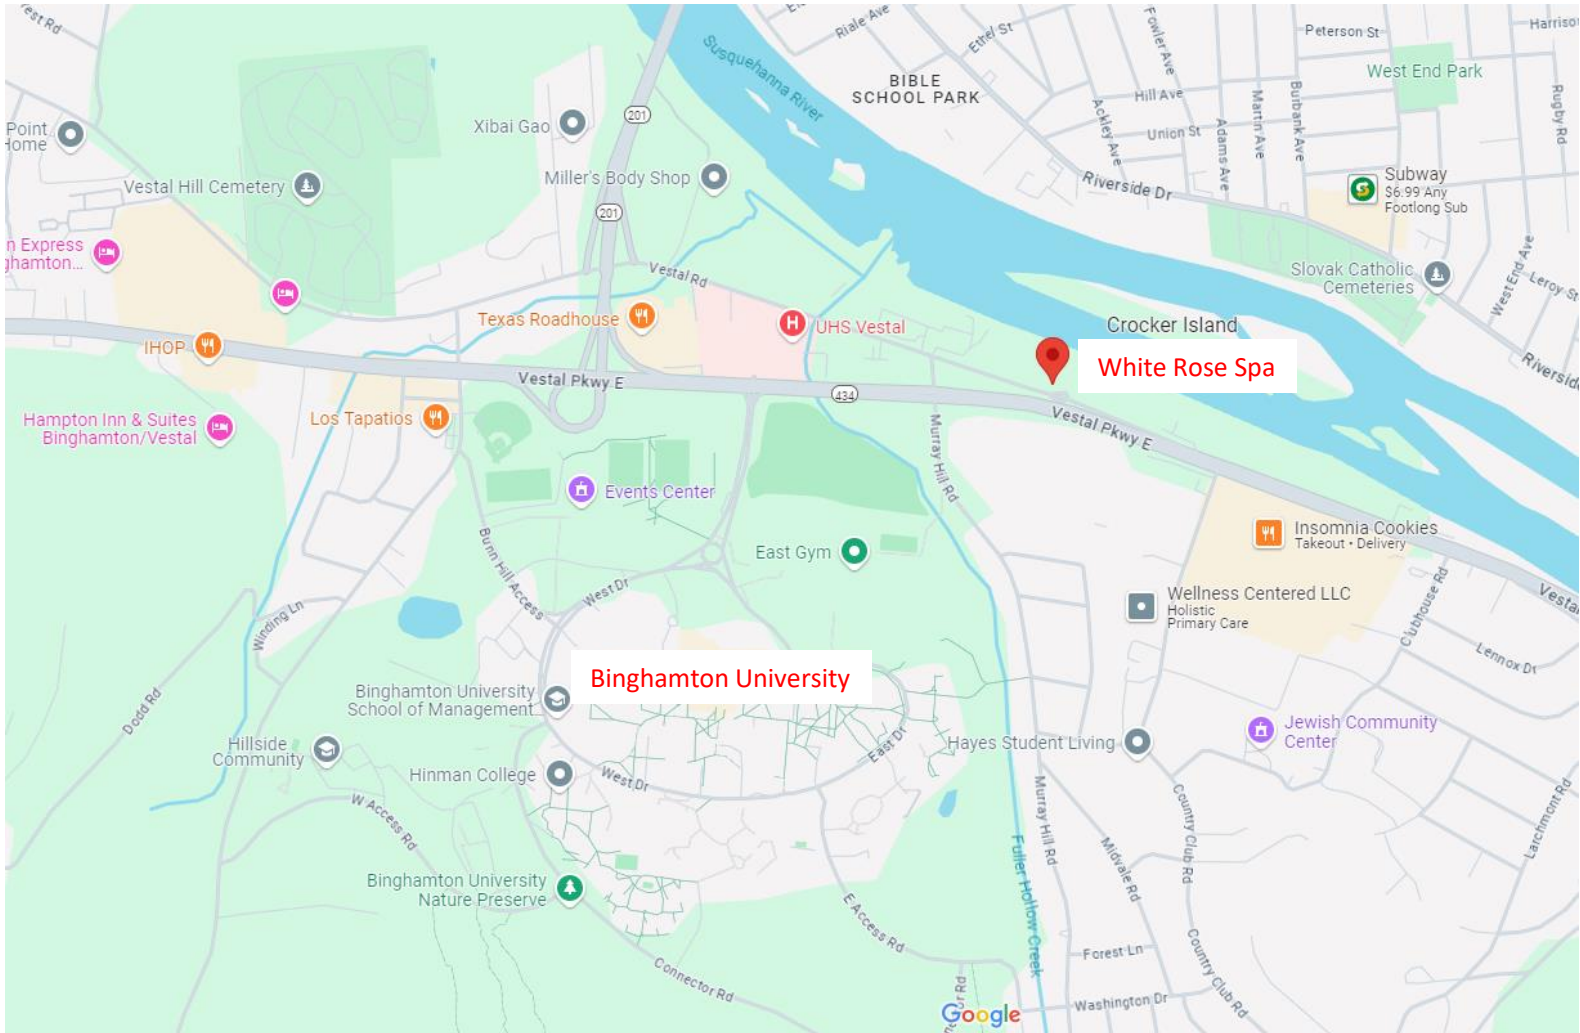 rest Rd
Susquehanna River
Riale Ave
Ethel St
BIBLE
SCHOOL PARK
Fowler Ave
Peterson St
Harriso
West End Park
Hill Ave
Union St
Ackley Ave
Adams Ave
Martin Ave
Burbank Ave
Rugby Rd
201
Xibai Gao
Point
Home
Vestal Hill Cemetery
Miller's Body Shop
Riverside Dr
Subway
$6.99 Any
Footlong Sub
201
n Express
ghamton...
Vestal Rd
Slovak Catholic
Cemeteries
West End Ave
Leroy St
Texas Roadhouse
UHS Vestal
Crocker Island
IHOP
White Rose Spa
Riverside
Vestal Pkwy E
434
Vestal Pkwy E
Hampton Inn & Suites
Binghamton/Vestal
Los Tapatios
Murray Hill Rd
Events Center
Insomnia Cookies
Takeout • Delivery
East Gym
Bunn Hill Access
West Dr
Winding Ln
Wellness Centered LLC
Holistic
Primary Care
Clubhouse Rd
Vestal
Lennox Dr
Binghamton University
Binghamton University
School of Management
Dodd Rd
Hillside
Community
Hinman College
West Dr
East Dr
Hayes Student Living
Jewish Community
Center
W Access Rd
Murray Hill Rd
Midvale Rd
Country Club Rd
Larchmont Rd
Fuller Hollow Creek
Binghamton University
Nature Preserve
E Access Rd
Connector Rd
Forest Ln
Country Club Rd
Washington Dr
Google